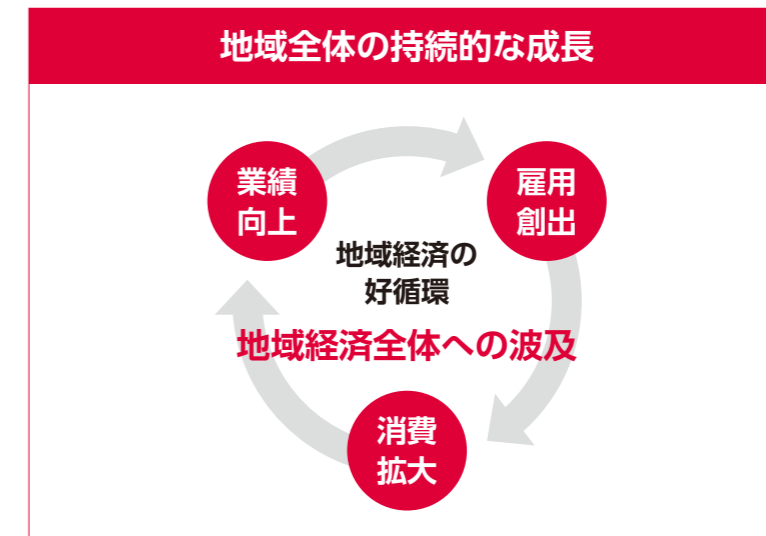 地域全体の持続的な成長
業績
向上
雇用
創出
地域経済の
好循環
地域経済全体への波及
消費
拡大